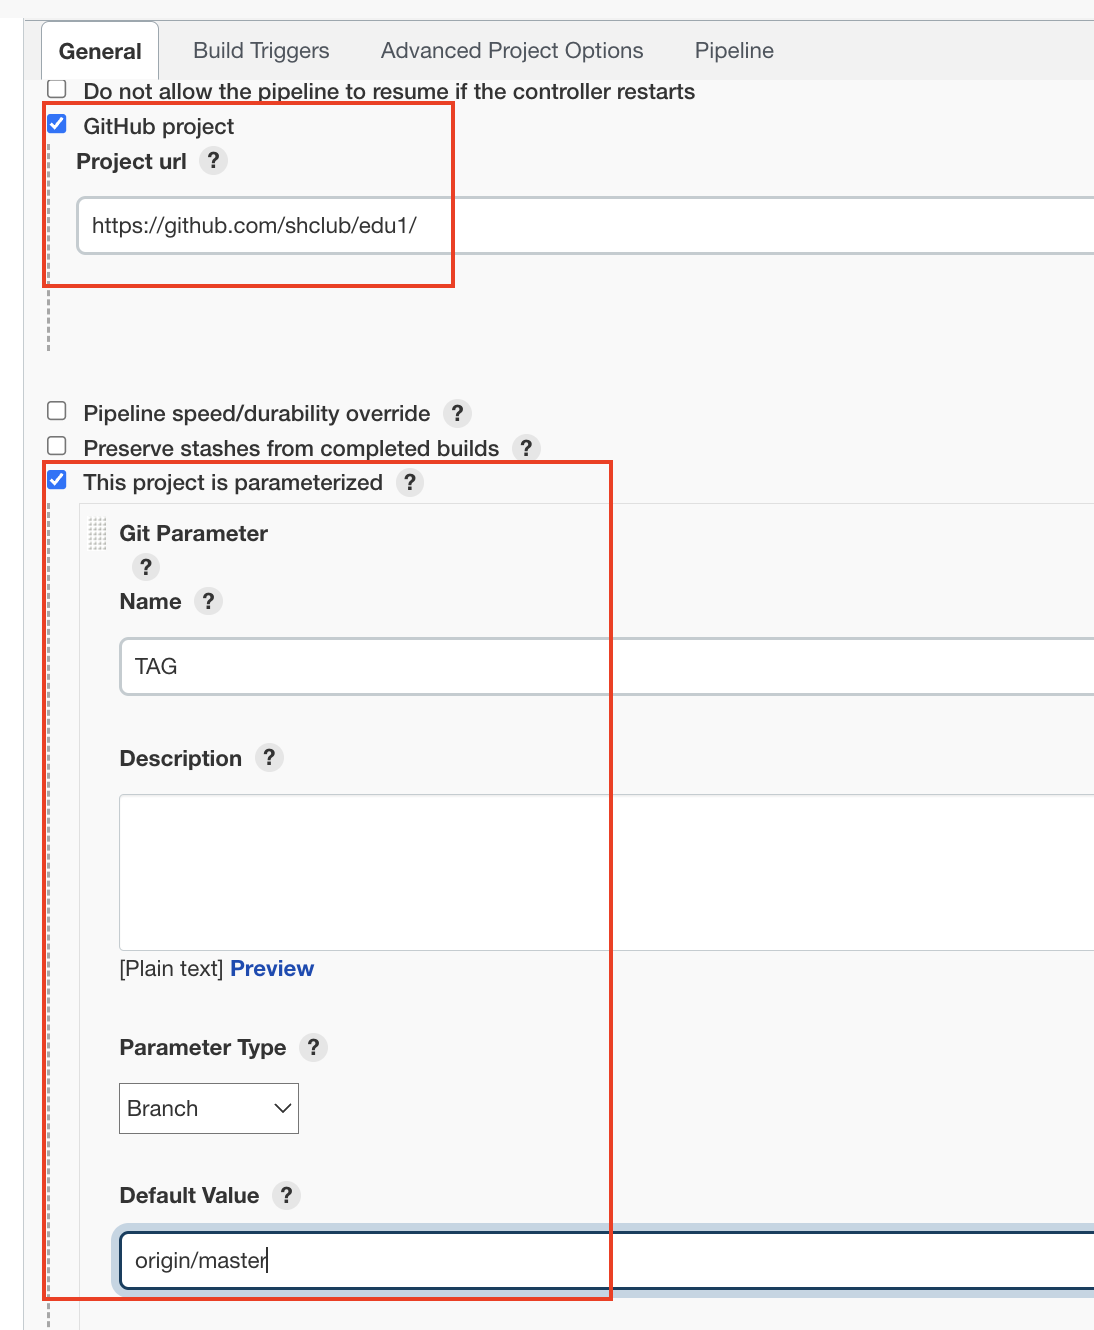 General Build Triggers Advanced Project Options Pipeline
Do not allow the pipeline to resume if the controller restarts
GitHub project
Project url ?
https://github.com/shclub/edu1/
Pipeline speed/durability override ?
Preserve stashes from completed builds ?
This project is parameterized ?
Git Parameter
?
Name ?
TAG
Description ?
[Plain text] Preview
Parameter Type ?
Branch
Default Value ?
origin/master